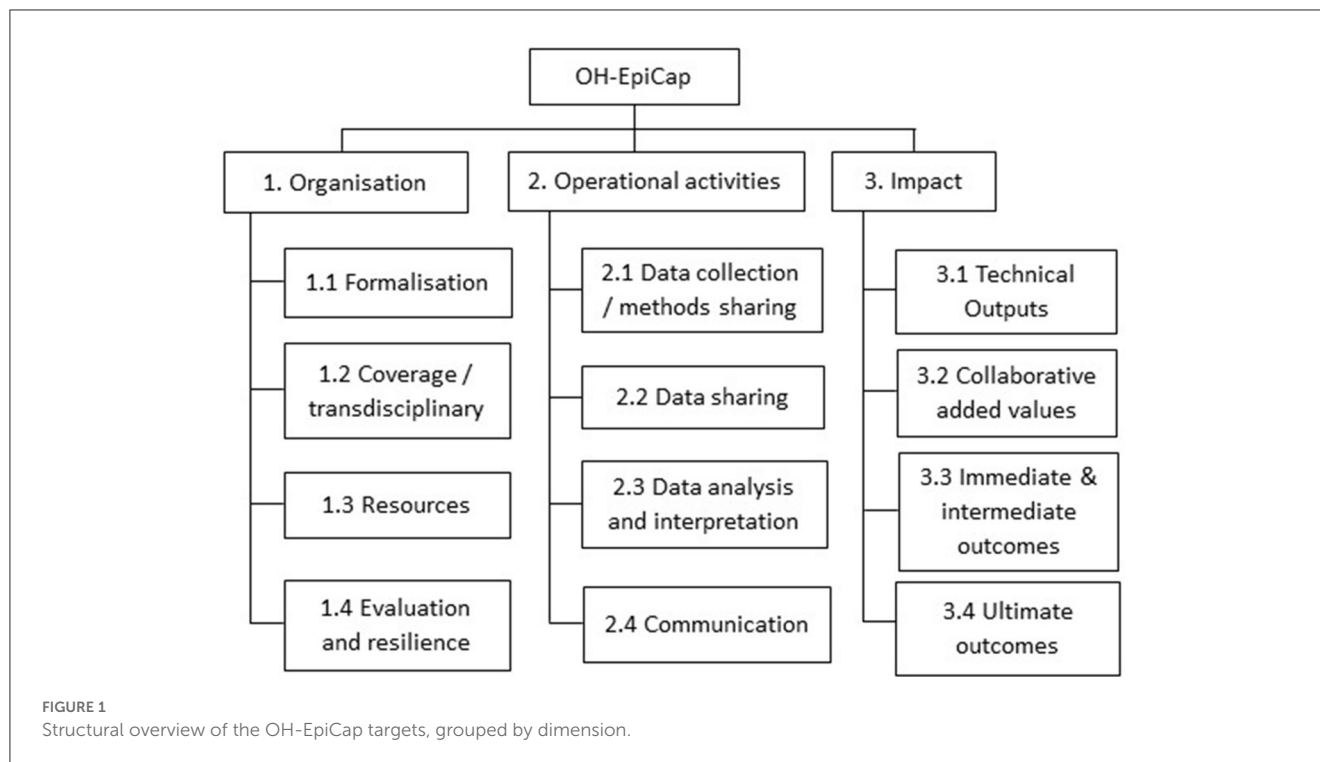 OH-EpiCap
1. Organisation
1.1 Formalisation
1.2 Coverage /
transdisciplinary
1.3 Resources
1.4 Evaluation
and resilience
2. Operational activities
2.1 Data collection
/ methods sharing
2.2 Data sharing
2.3 Data analysis
and interpretation
2.4 Communication
3. Impact
3.1 Technical
Outputs
3.2 Collaborative
added values
3.3 Immediate &
intermediate
outcomes
3.4 Ultimate
outcomes
FIGURE 1
Structural overview of the OH-EpiCap targets, grouped by dimension.